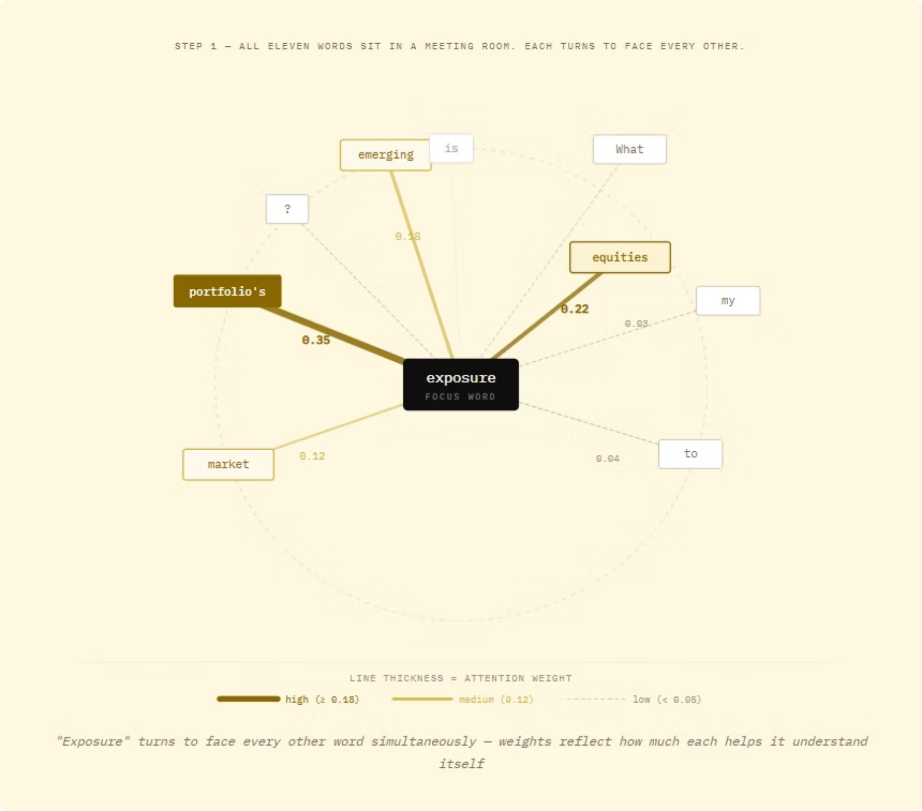 STEP 1 — ALL ELEVEN WORDS SIT IN A MEETING ROOM. EACH TURNS TO FACE EVERY OTHER.
emerging
is
What
?
0.18
equities
portfolio's
my
0.22
0.05
0.35
exposure
FOCUS WORD
market
0.12
0.04
to
LINE THICKNESS = ATTENTION WEIGHT
high (≥ 0.18)
medium (0.12)
low (< 0.05)
"Exposure" turns to face every other word simultaneously — weights reflect how much each helps it understand
itself